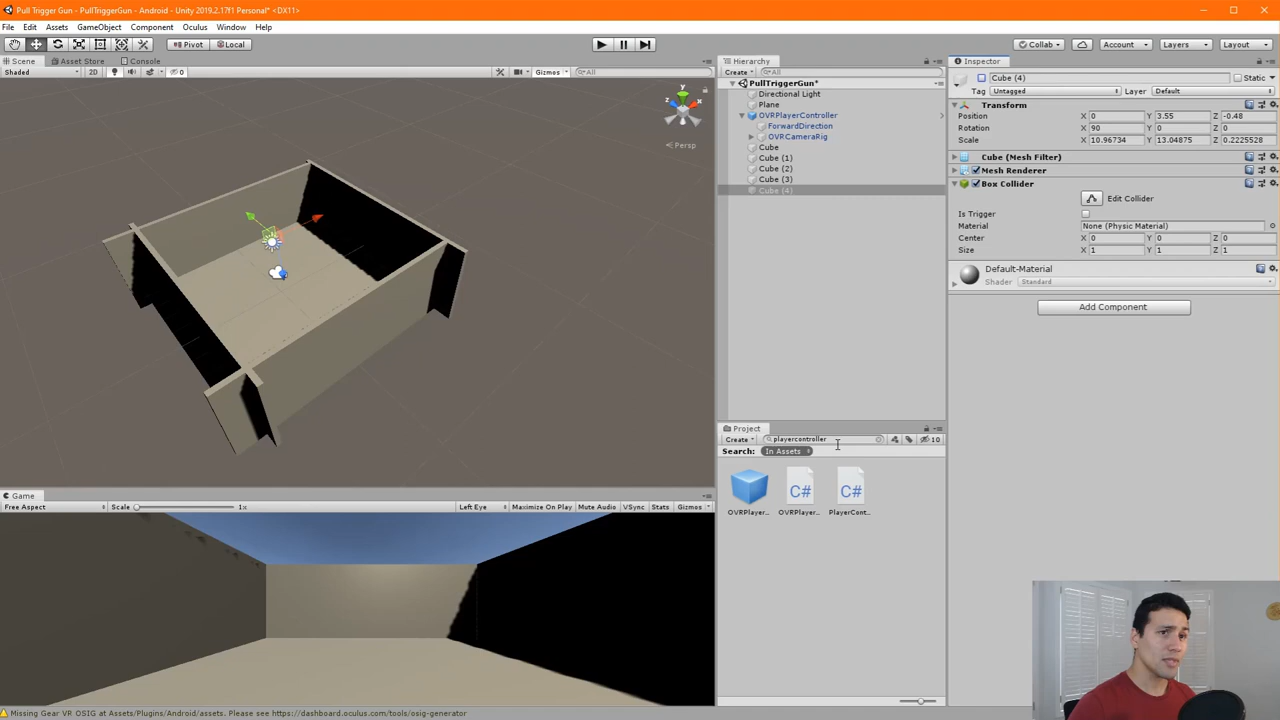 Pull Trigger Gun - PullTriggerGun - Android - Unity 2019.2.17f1 Personal* <DX11>
File Edit Assets GameObject Component Oculus Window Help
Pivot Local Collab Account Layers Layout
Scene Asset Store Console
Shaded 2D 0 Gizmos All
y
x
z
Persp
Hierarchy
Create All
PullTriggerGun*
Directional Light
Plane
OVRPlayerController
ForwardDirection
OVRCameraRig
Cube
Cube (1)
Cube (2)
Cube (3)
Cube (4)
Project
Create playercontroller 10
Search: In Assets
C# C#
OVRPlayer... OVRPlayer... PlayerCont...
Inspector
Cube (4) Static
Tag Untagged Layer Default
Transform
Position X 0 Y 3.55 Z -0.48
Rotation X 90 Y 0 Z 0
Scale X 10.96734 Y 13.04875 Z 0.2225528
Cube (Mesh Filter)
Mesh Renderer
Box Collider
Edit Collider
Is Trigger
Material None (Physic Material)
Center X 0 Y 0 Z 0
Size X 1 Y 1 Z 1
Default-Material
Shader Standard
Add Component
Game
Free Aspect Scale 1x Left Eye Maximize On Play Mute Audio VSync Stats Gizmos
Missing Gear VR OSIG at Assets/Plugins/Android/assets. Please see https://dashboard.oculus.com/tools/osig-generator